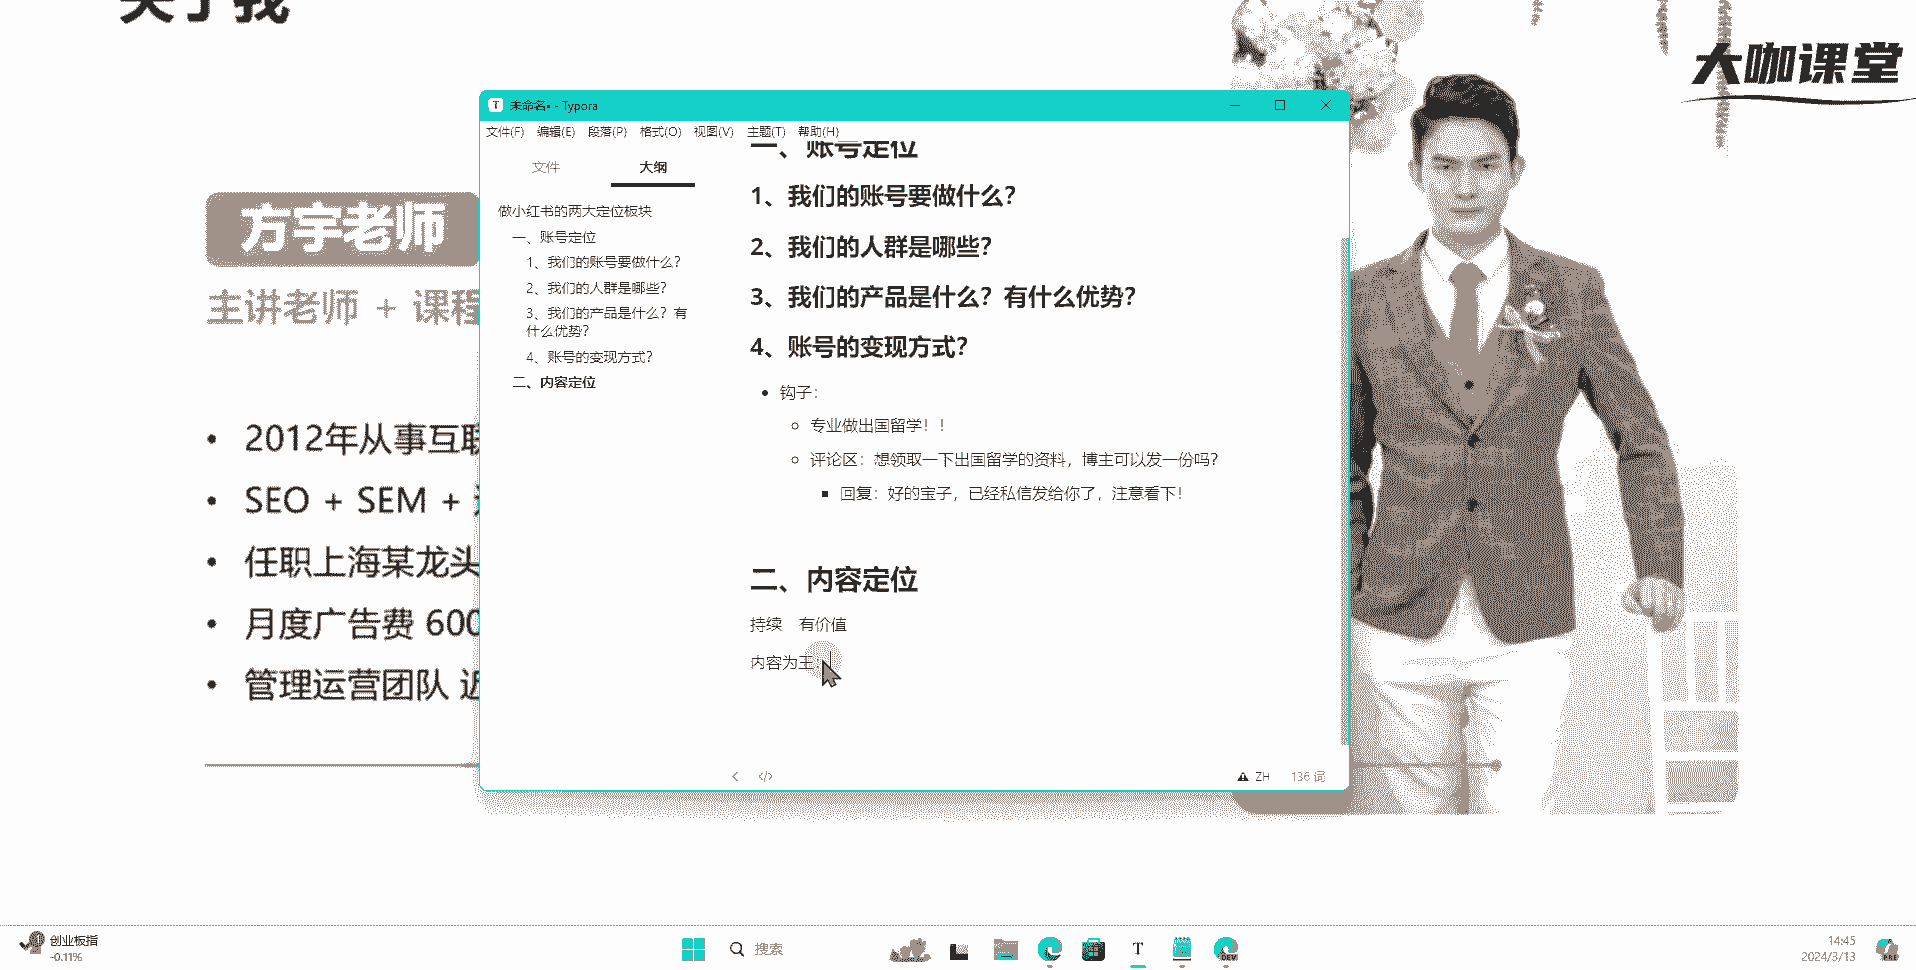 关于我
大咖课堂
方宇老师
主讲老师 + 课程
2012年从事互联
SEO + SEM +
任职上海某龙头
月度广告费 600
管理运营团队 近
未命名• - Typora
文件(F) 编辑(E) 段落(P) 格式(O) 视图(V) 主题(T) 帮助(H)
文件 大纲
做小红书的两大定位板块
一、账号定位
1、我们的账号要做什么？
2、我们的人群是哪些？
3、我们的产品是什么？有
什么优势？
4、账号的变现方式？
二、内容定位
一、账号定位
1、我们的账号要做什么？
2、我们的人群是哪些？
3、我们的产品是什么？有什么优势？
4、账号的变现方式？
钩子：
专业做出国留学！！
评论区：想领取一下出国留学的资料，博主可以发一份吗？
回复：好的宝子，已经私信发给你了，注意看下！
二、内容定位
持续 有价值
内容为王
ZH 136 词
创业板指
-0.11%
搜索
T
DEV
14:45
2024/3/13
PRE